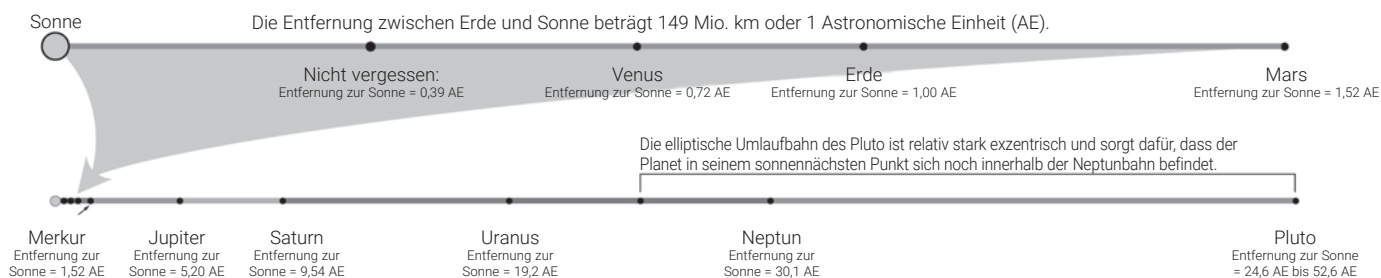 Sonne
Die Entfernung zwischen Erde und Sonne beträgt 149 Mio. km oder 1 Astronomische Einheit (AE).
Nicht vergessen:
Entfernung zur Sonne = 0,39 AE
Venus
Entfernung zur Sonne = 0,72 AE
Erde
Entfernung zur Sonne = 1,00 AE
Mars
Entfernung zur Sonne = 1,52 AE
Die elliptische Umlaufbahn des Pluto ist relativ stark exzentrisch und sorgt dafür, dass der
Planet in seinem sonnennächsten Punkt sich noch innerhalb der Neptunbahn befindet.
Merkur
Entfernung zur
Sonne = 1,52 AE
Jupiter
Entfernung zur
Sonne = 5,20 AE
Saturn
Entfernung zur
Sonne = 9,54 AE
Uranus
Entfernung zur
Sonne = 19,2 AE
Neptun
Entfernung zur
Sonne = 30,1 AE
Pluto
Entfernung zur Sonne
= 24,6 AE bis 52,6 AE